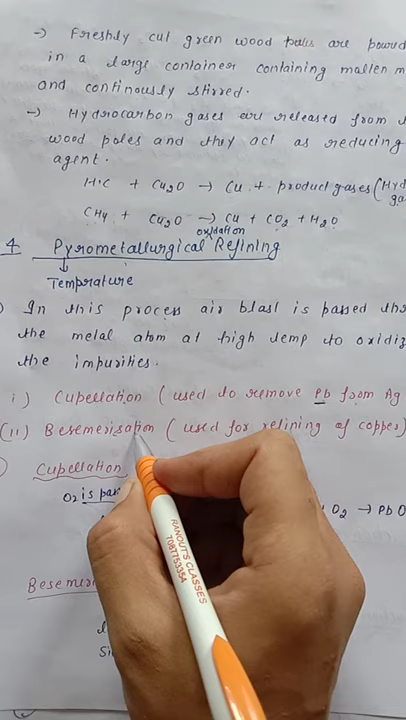 -) Freshly cut green wood poles are poured
in a large container containing molten m
and continously stirred.
-) Hydrocarbon gases are released from t
wood poles and they act as reducing
agent.
H·C + Cu2O → Cu + product gases (Hyd
ga
CH4 + Cu2O → Cu + CO2 + H2O
oxidation
4 Pyrometallurgical Refining
Temprature
In this process air blast is passed th
the metal atom at high temp to oxidiz
the impurities.
i) Cupellation (used to remove Pb from Ag
(ii) Besemerisation (used for refining of copper)
Cupellation
O2 is pas
O2 → PbO
Besemeri
RANOUT'S CLASSES
7087753354